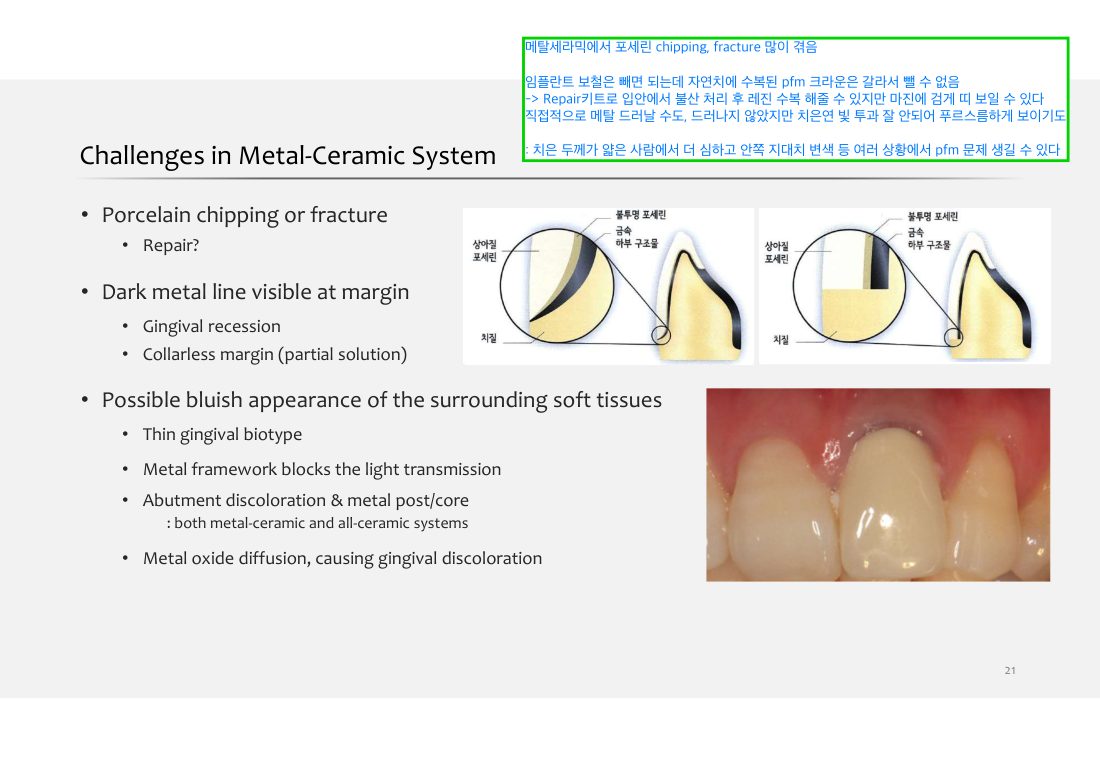 메탈세라믹에서 포세린 chipping, fracture 많이 겪음
임플란트 보철은 빼면 되는데 자연치에 수복된 pfm 크라운은 갈라서 뺄 수 없음
-> Repair키트로 입안에서 불산 처리 후 레진 수복 해줄 수 있지만 마진에 검게 띠 보일 수 있다
직접적으로 메탈 드러날 수도, 드러나지 않았지만 치은연 빛 투과 잘 안되어 푸르스름하게 보이기도
: 치은 두께가 얇은 사람에서 더 심하고 안쪽 지대치 변색 등 여러 상황에서 pfm 문제 생길 수 있다
Challenges in Metal-Ceramic System
• Porcelain chipping or fracture
• Repair?
• Dark metal line visible at margin
• Gingival recession
• Collarless margin (partial solution)
불투명 포세린
금속
하부 구조물
상아질
포세린
치질
불투명 포세린
금속
하부 구조물
상아질
포세린
치질
• Possible bluish appearance of the surrounding soft tissues
• Thin gingival biotype
• Metal framework blocks the light transmission
• Abutment discoloration & metal post/core
: both metal-ceramic and all-ceramic systems
• Metal oxide diffusion, causing gingival discoloration
21